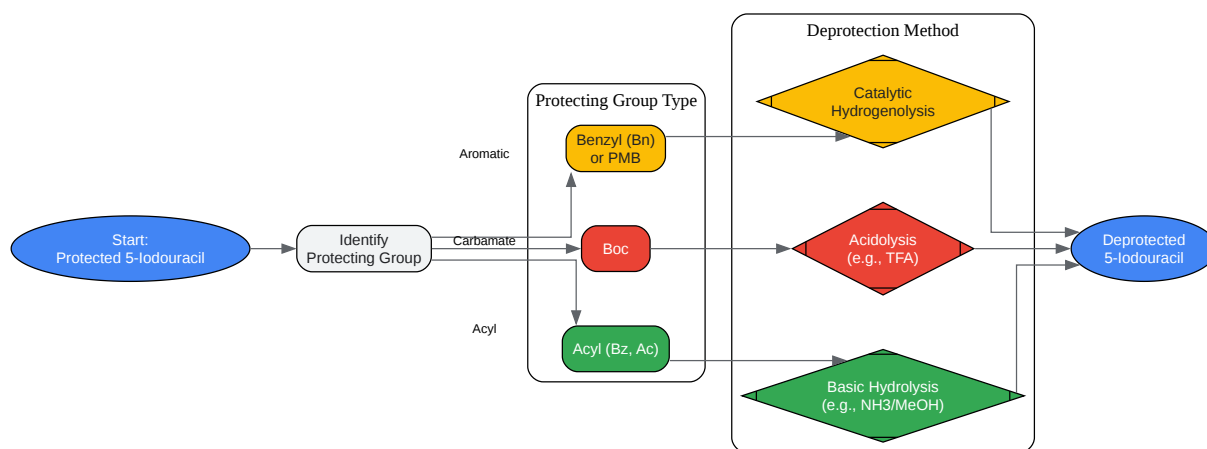 Start:
Protected 5-Iodouracil
Identify
Protecting Group
Aromatic
Carbamate
Acyl
Protecting Group Type
Benzyl (Bn)
or PMB
Boc
Acyl (Bz, Ac)
Deprotection Method
Catalytic
Hydrogenolysis
Acidolysis
(e.g., TFA)
Basic Hydrolysis
(e.g., NH3/MeOH)
Deprotected
5-Iodouracil